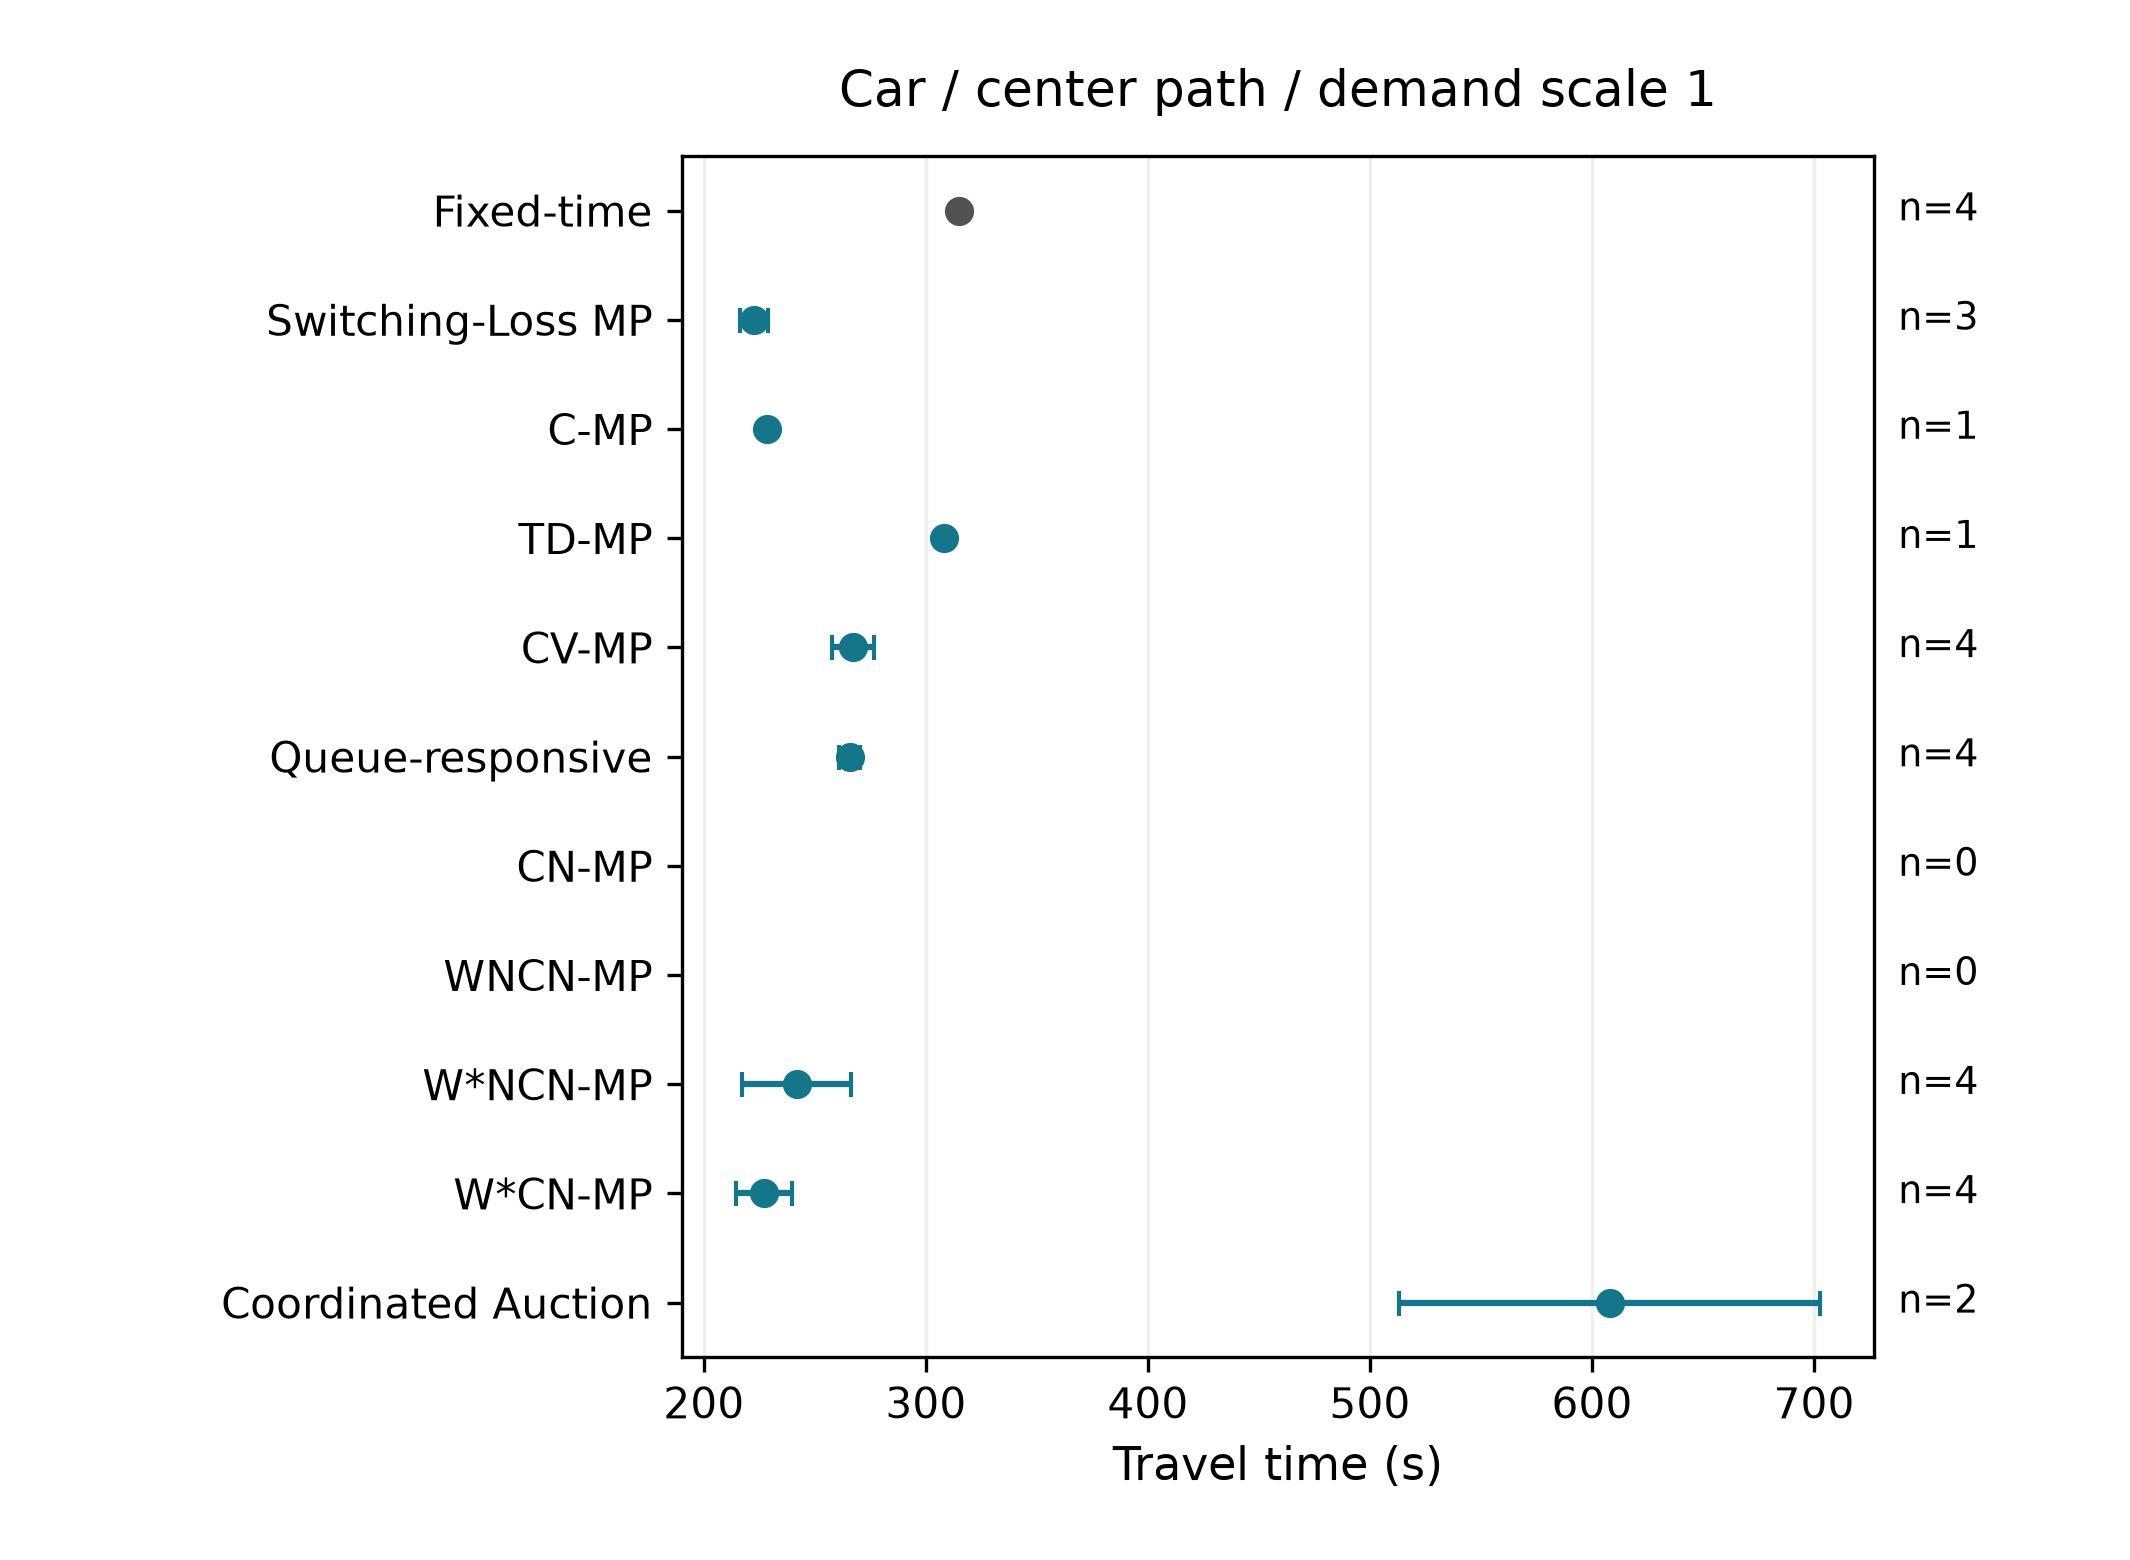 Car / center path / demand scale 1
Fixed-time n=4
Switching-Loss MP n=3
C-MP n=1
TD-MP n=1
CV-MP n=4
Queue-responsive n=4
CN-MP n=0
WNCN-MP n=0
W*NCN-MP n=4
W*CN-MP n=4
Coordinated Auction n=2
200 300 400 500 600 700
Travel time (s)